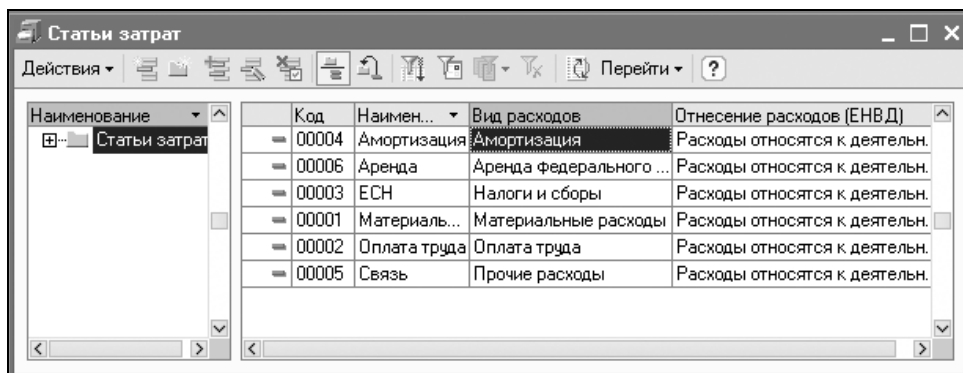 Статьи затрат
Действия Перейти ?
Наименование
Статьи затрат
Код Наимен... Вид расходов Отнесение расходов (ЕНВД)
00004 Амортизация Амортизация Расходы относятся к деятельн.
00006 Аренда Аренда федерального ... Расходы относятся к деятельн.
00003 ЕСН Налоги и сборы Расходы относятся к деятельн.
00001 Материаль... Материальные расходы Расходы относятся к деятельн.
00002 Оплата труда Оплата труда Расходы относятся к деятельн.
00005 Связь Прочие расходы Расходы относятся к деятельн.